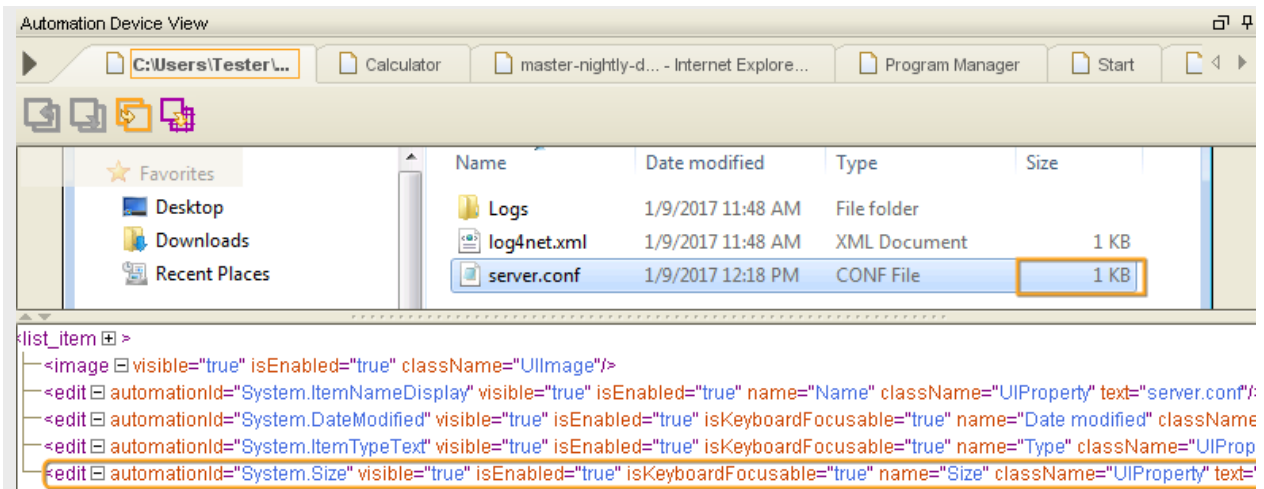 Automation Device View
C:\Users\Tester\... Calculator master-nightly-d... - Internet Explore... Program Manager Start
Favorites Name Date modified Type Size
Desktop Logs 1/9/2017 11:48 AM File folder
Downloads log4net.xml 1/9/2017 11:48 AM XML Document 1 KB
Recent Places server.conf 1/9/2017 12:18 PM CONF File 1 KB
<list_item >
<image visible="true" isEnabled="true" className="UIImage"/>
<edit automationId="System.ItemNameDisplay" visible="true" isEnabled="true" name="Name" className="UIProperty" text="server.conf"/>
<edit automationId="System.DateModified" visible="true" isEnabled="true" isKeyboardFocusable="true" name="Date modified" className
<edit automationId="System.ItemTypeText" visible="true" isEnabled="true" isKeyboardFocusable="true" name="Type" className="UIProp
<edit automationId="System.Size" visible="true" isEnabled="true" isKeyboardFocusable="true" name="Size" className="UIProperty" text="